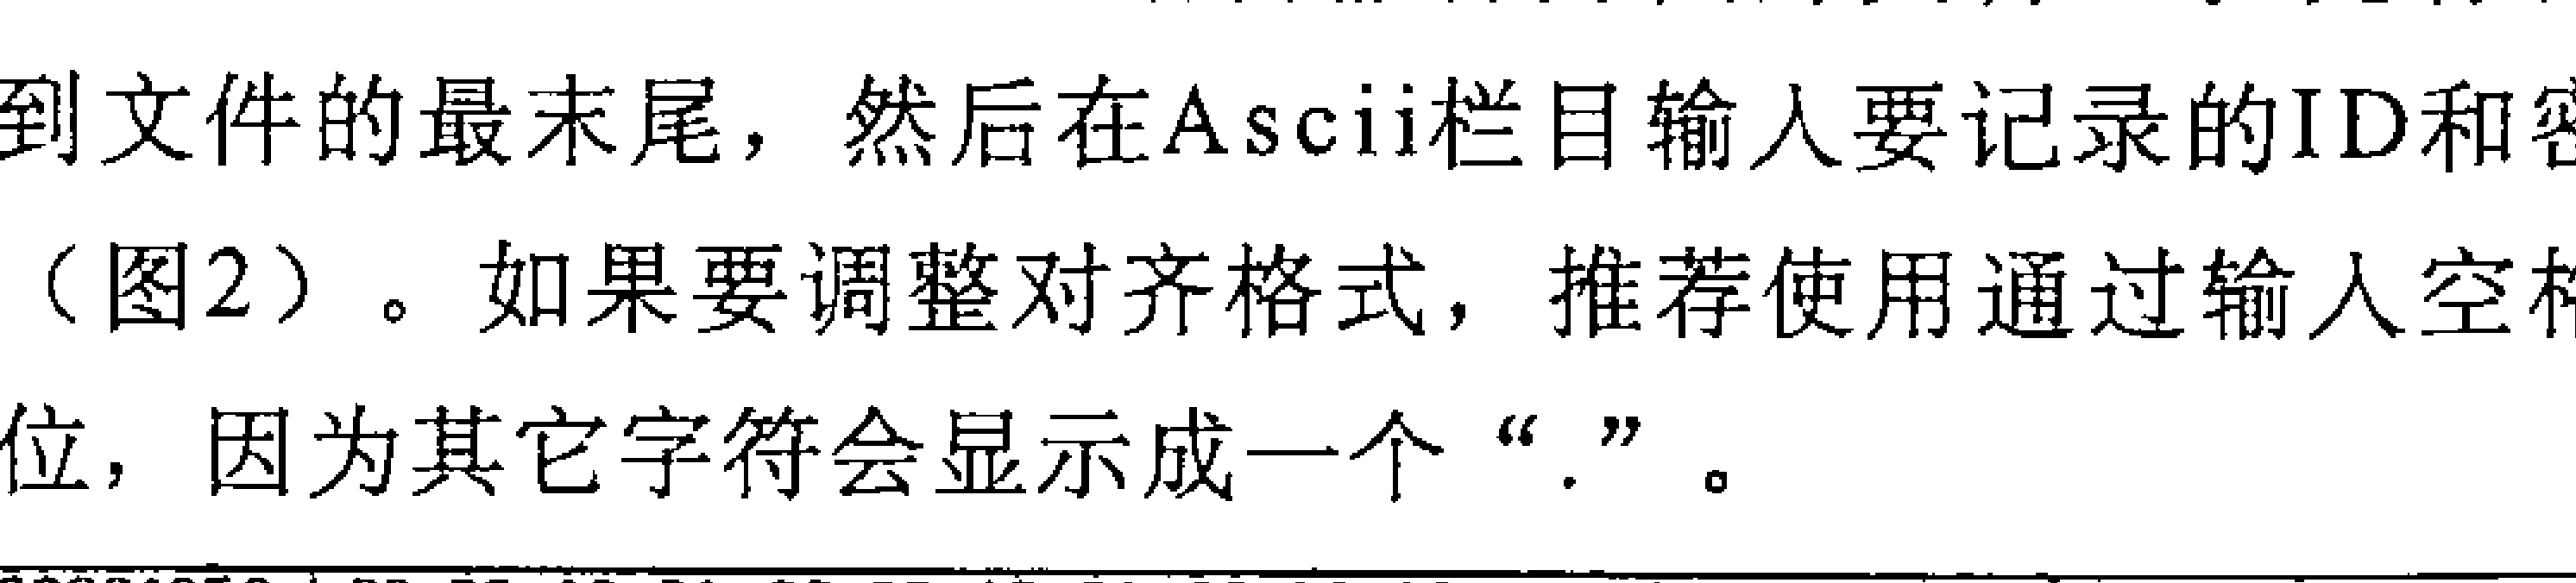 到文件的最末尾，然后在Ascii栏目输入要记录的ID和密
（图2）。如果要调整对齐格式，推荐使用通过输入空格
位，因为其它字符会显示成一个“.”。